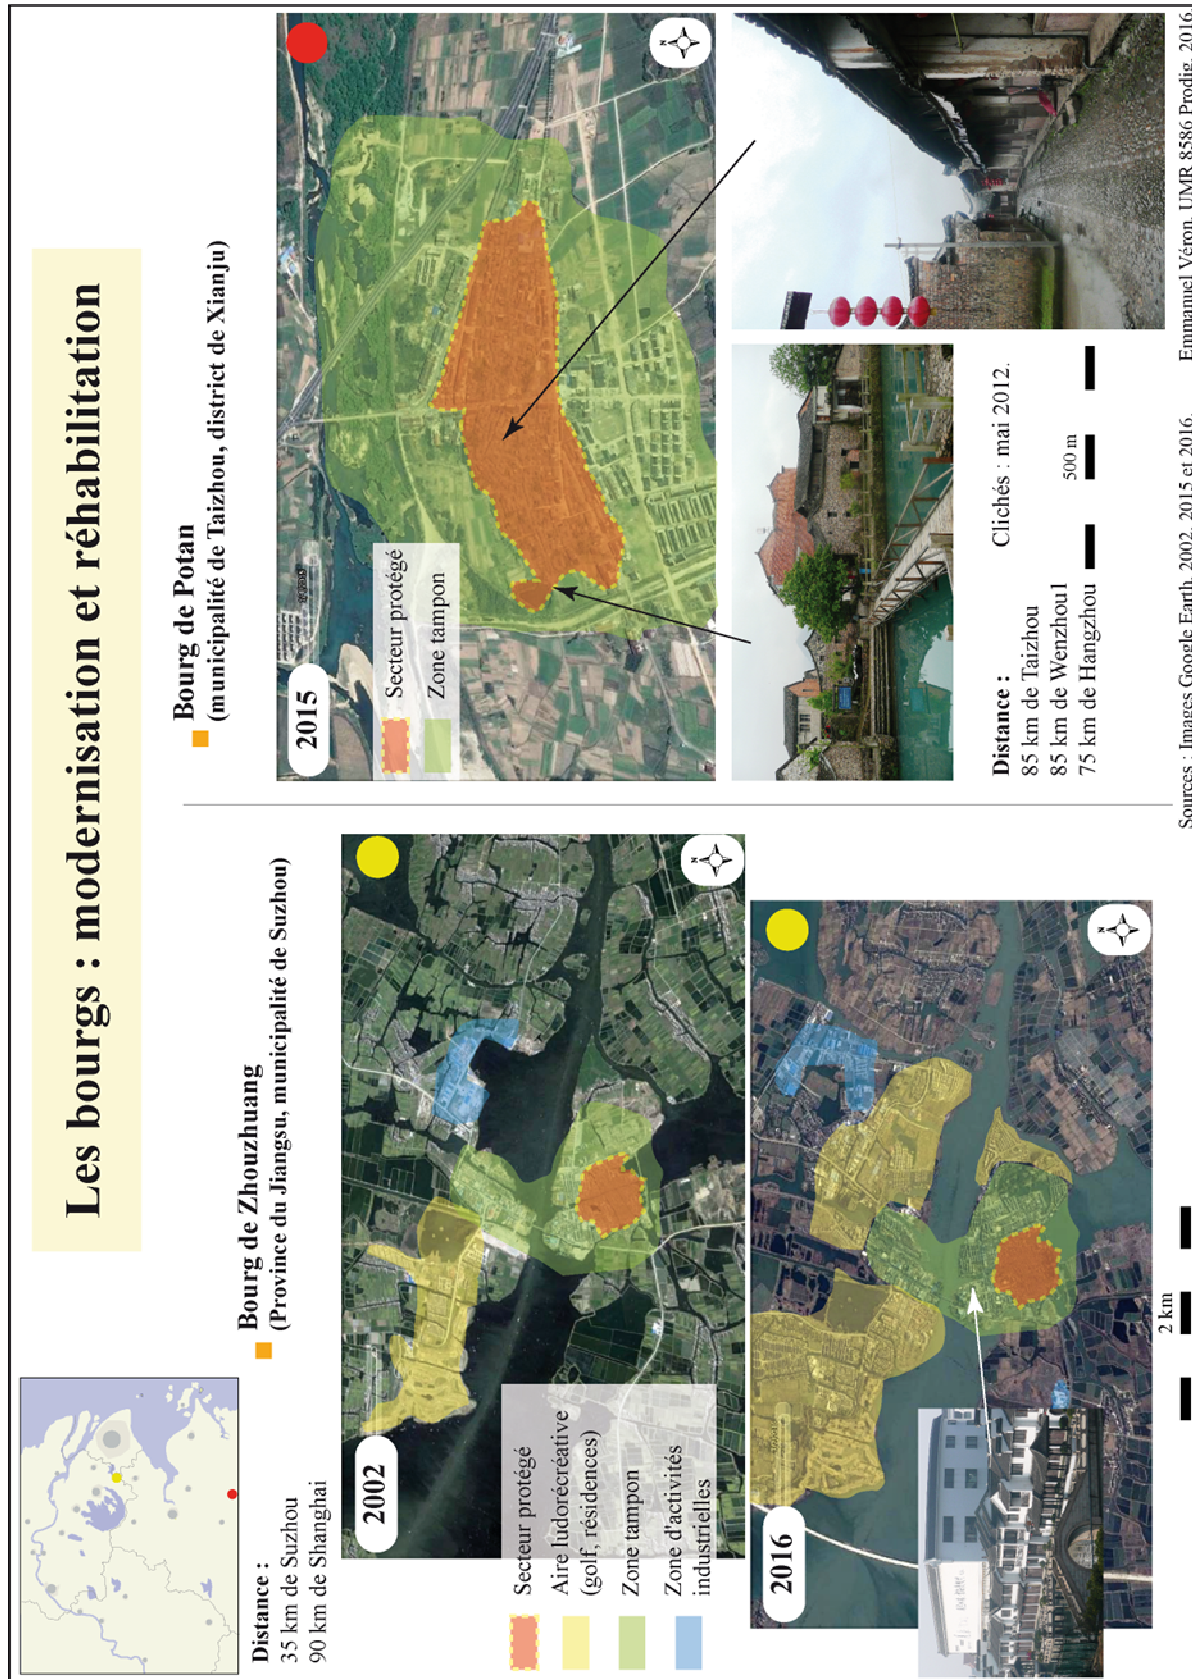 Les bourgs : modernisation et réhabilitation
Distance :
35 km de Suzhou
90 km de Shanghai
Bourg de Zhouzhuang
(Province du Jiangsu, municipalité de Suzhou)
2002
N
Secteur protégé
Aire ludorécréative
(golf, résidences)
Zone tampon
Zone d'activités
industrielles
2016
N
2 km
Bourg de Potan
(municipalité de Taizhou, district de Xianju)
2015
N
Secteur protégé
Zone tampon
Distance :
85 km de Taizhou
85 km de Wenzhoul
75 km de Hangzhou
Clichés : mai 2012.
500 m
Sources : Images Google Earth, 2002, 2015 et 2016.
Emmanuel Véron, UMR 8586 Prodig, 2016.